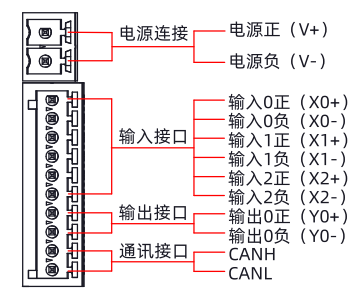 电源连接
电源正（V+）
电源负（V-）
输入接口
输入0正（X0+）
输入0负（X0-）
输入1正（X1+）
输入1负（X1-）
输入2正（X2+）
输入2负（X2-）
输出接口
输出0正（Y0+）
输出0负（Y0-）
通讯接口
CANH
CANL